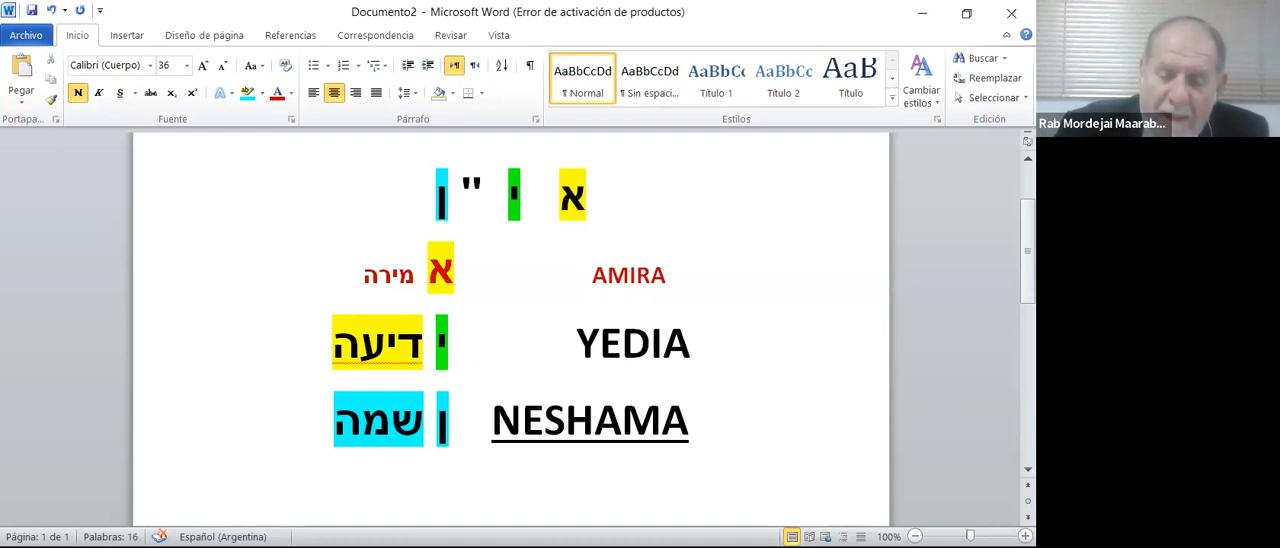 Documento2 - Microsoft Word (Error de activación de productos)
Archivo Inicio Insertar Diseño de página Referencias Correspondencia Revisar Vista
Calibri (Cuerpo) 36
Pegar
N K S abc x₂ x²
AaBbCcDd AaBbCcDd AaBbCc AaBbCc AaB
¶ Normal ¶ Sin espaci... Título 1 Título 2 Título
Cambiar estilos
Buscar
Reemplazar
Seleccionar
Portapa... Fuente Párrafo Estilos Edición
Rab Mordejai Maarab...
א י " ן
א מירה AMIRA
י דיעה YEDIA
ן שמה NESHAMA
Página: 1 de 1 Palabras: 16 Español (Argentina) 100%